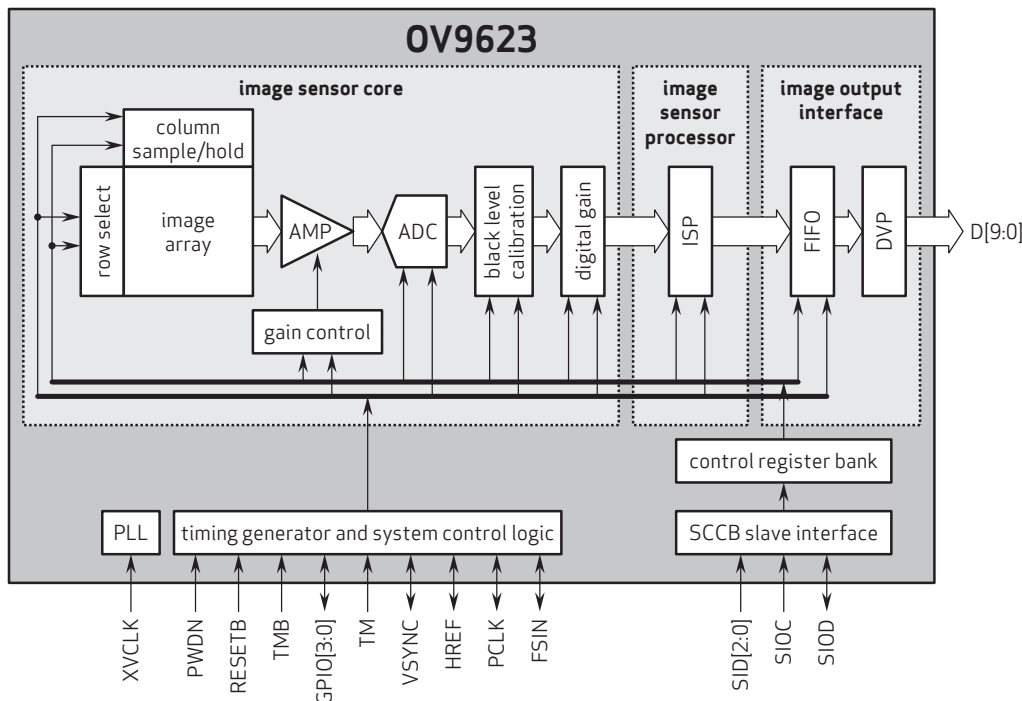 OV9623
image sensor core
image
sensor
processor
image output
interface
column
sample/hold
row select
image
array
AMP
ADC
black level
calibration
digital gain
ISP
FIFO
DVP
D[9:0]
gain control
control register bank
PLL
timing generator and system control logic
SCCB slave interface
XVCLK
PWDN
RESETB
TMB
GPIO[3:0]
TM
VSYNC
HREF
PCLK
FSIN
SID[2:0]
SIOC
SIOD